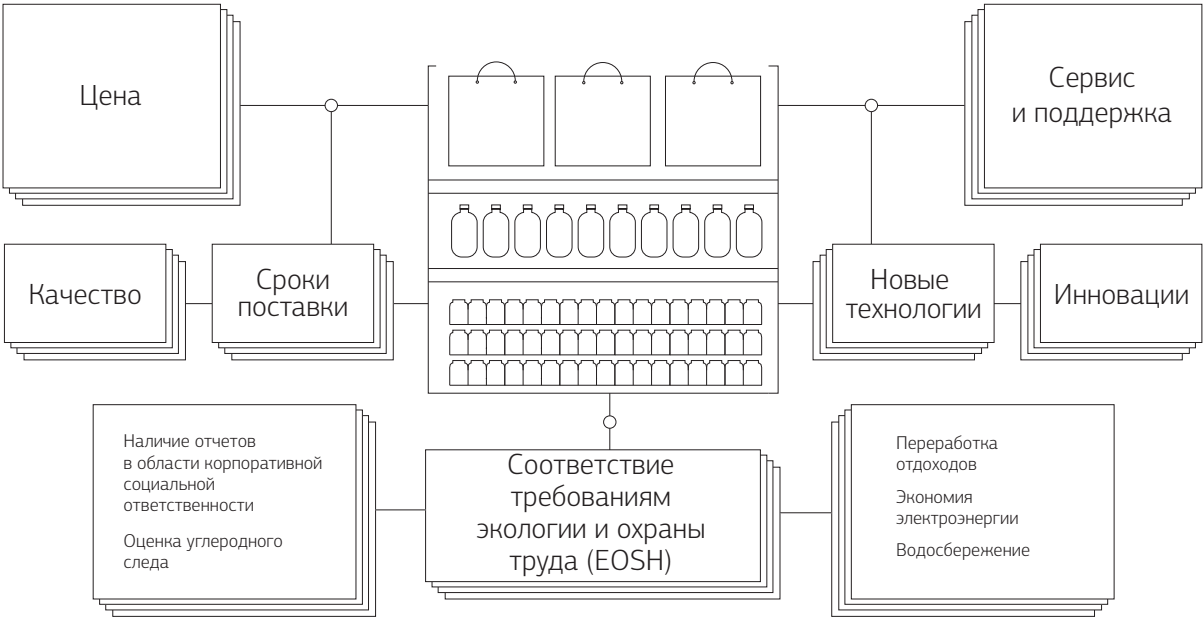 Цена
Сервис
и поддержка
Качество
Сроки
поставки
Новые
технологии
Инновации
Наличие отчетов
в области корпоративной
социальной
ответственности
Оценка углеродного
следа
Соответствие
требованиям
экологии и охраны
труда (EOSH)
Переработка
отдоходов
Экономия
электроэнергии
Водосбережение